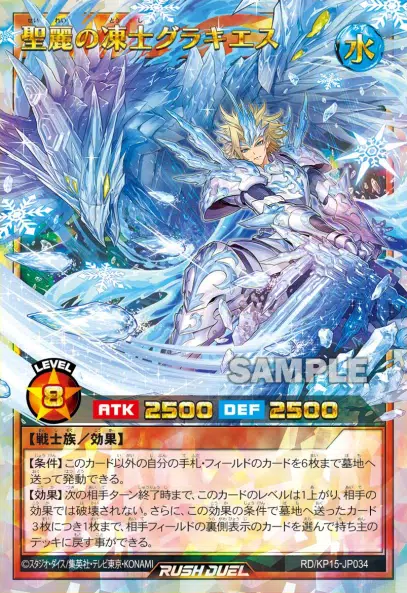 聖麗の凍士グラキエス
水
SAMPLE
LEVEL
8
ATK 2500 DEF 2500
【戦士族/効果】
【条件】このカード以外の自分の手札・フィールドのカードを6枚まで墓地へ
送って発動できる。
【効果】次の相手ターン終了時まで、このカードのレベルは1上がり、相手の
効果では破壊されない。さらに、この効果の条件で墓地へ送ったカード
3枚につき1枚まで、相手フィールドの裏側表示のカードを選んで持ち主の
デッキに戻す事ができる。
©スタジオ・ダイス/集英社・テレビ東京・KONAMI
RUSH DUEL
RD/KP15-JP034